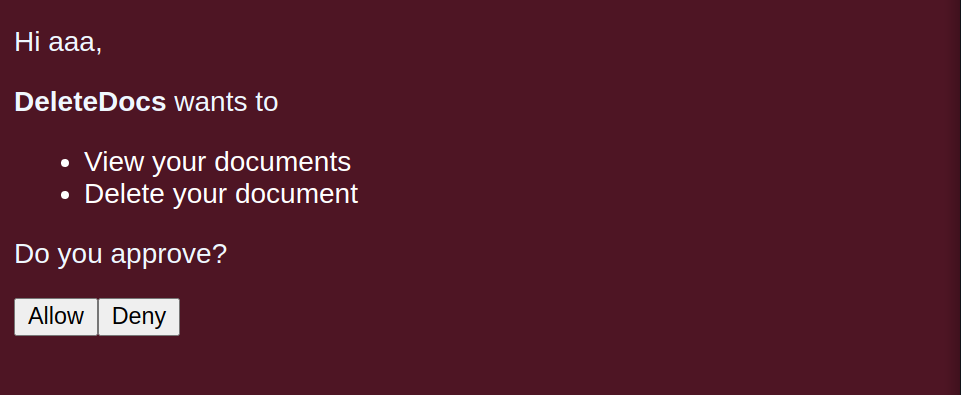 Hi aaa,
DeleteDocs wants to
• View your documents
• Delete your document
Do you approve?
Allow Deny